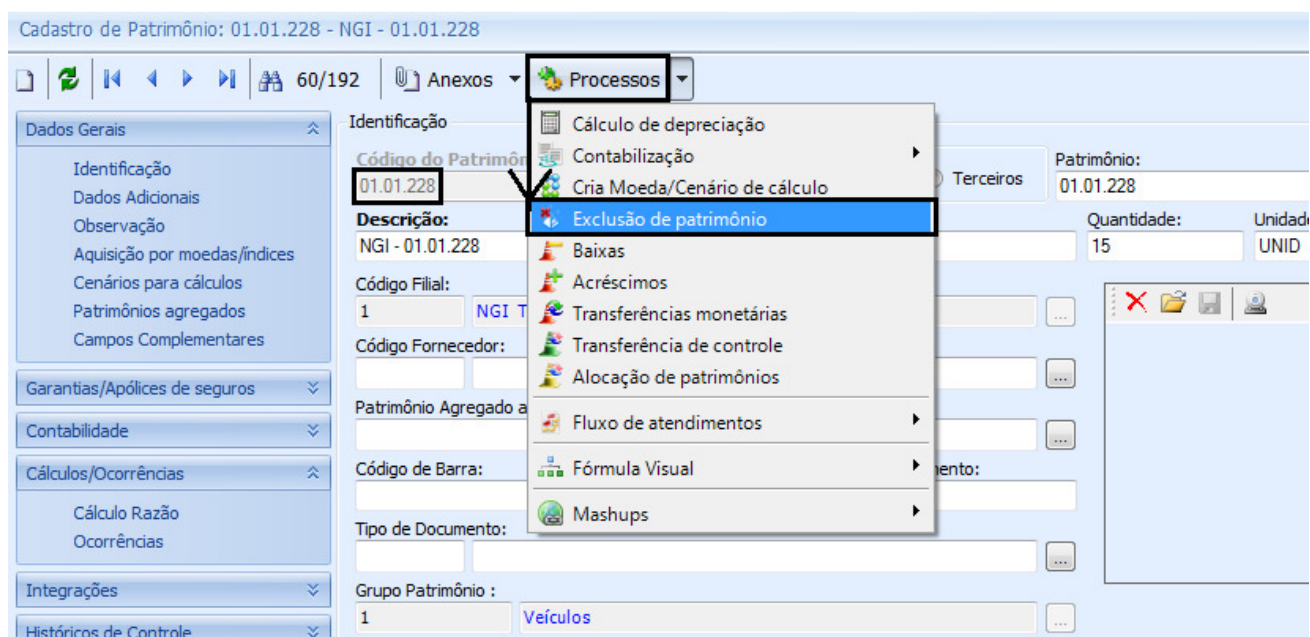 Cadastro de Patrimônio: 01.01.228 - NGI - 01.01.228
60/192 Anexos Processos
Dados Gerais
Identificação
Dados Adicionais
Observação
Aquisição por moedas/índices
Cenários para cálculos
Patrimônios agregados
Campos Complementares
Garantias/Apólices de seguros
Contabilidade
Cálculos/Ocorrências
Cálculo Razão
Ocorrências
Integrações
Históricos de Controle
Identificação
Código do Patrimôn
01.01.228
Terceiros
Patrimônio:
01.01.228
Descrição:
NGI - 01.01.228
Quantidade:
15
Unidade
UNID
Código Filial:
1 NGI T
Código Fornecedor:
Patrimônio Agregado a
Código de Barra:
mento:
Tipo de Documento:
Grupo Patrimônio :
1 Veículos
Cálculo de depreciação
Contabilização
Cria Moeda/Cenário de cálculo
Exclusão de patrimônio
Baixas
Acréscimos
Transferências monetárias
Transferência de controle
Alocação de patrimônios
Fluxo de atendimentos
Fórmula Visual
Mashups